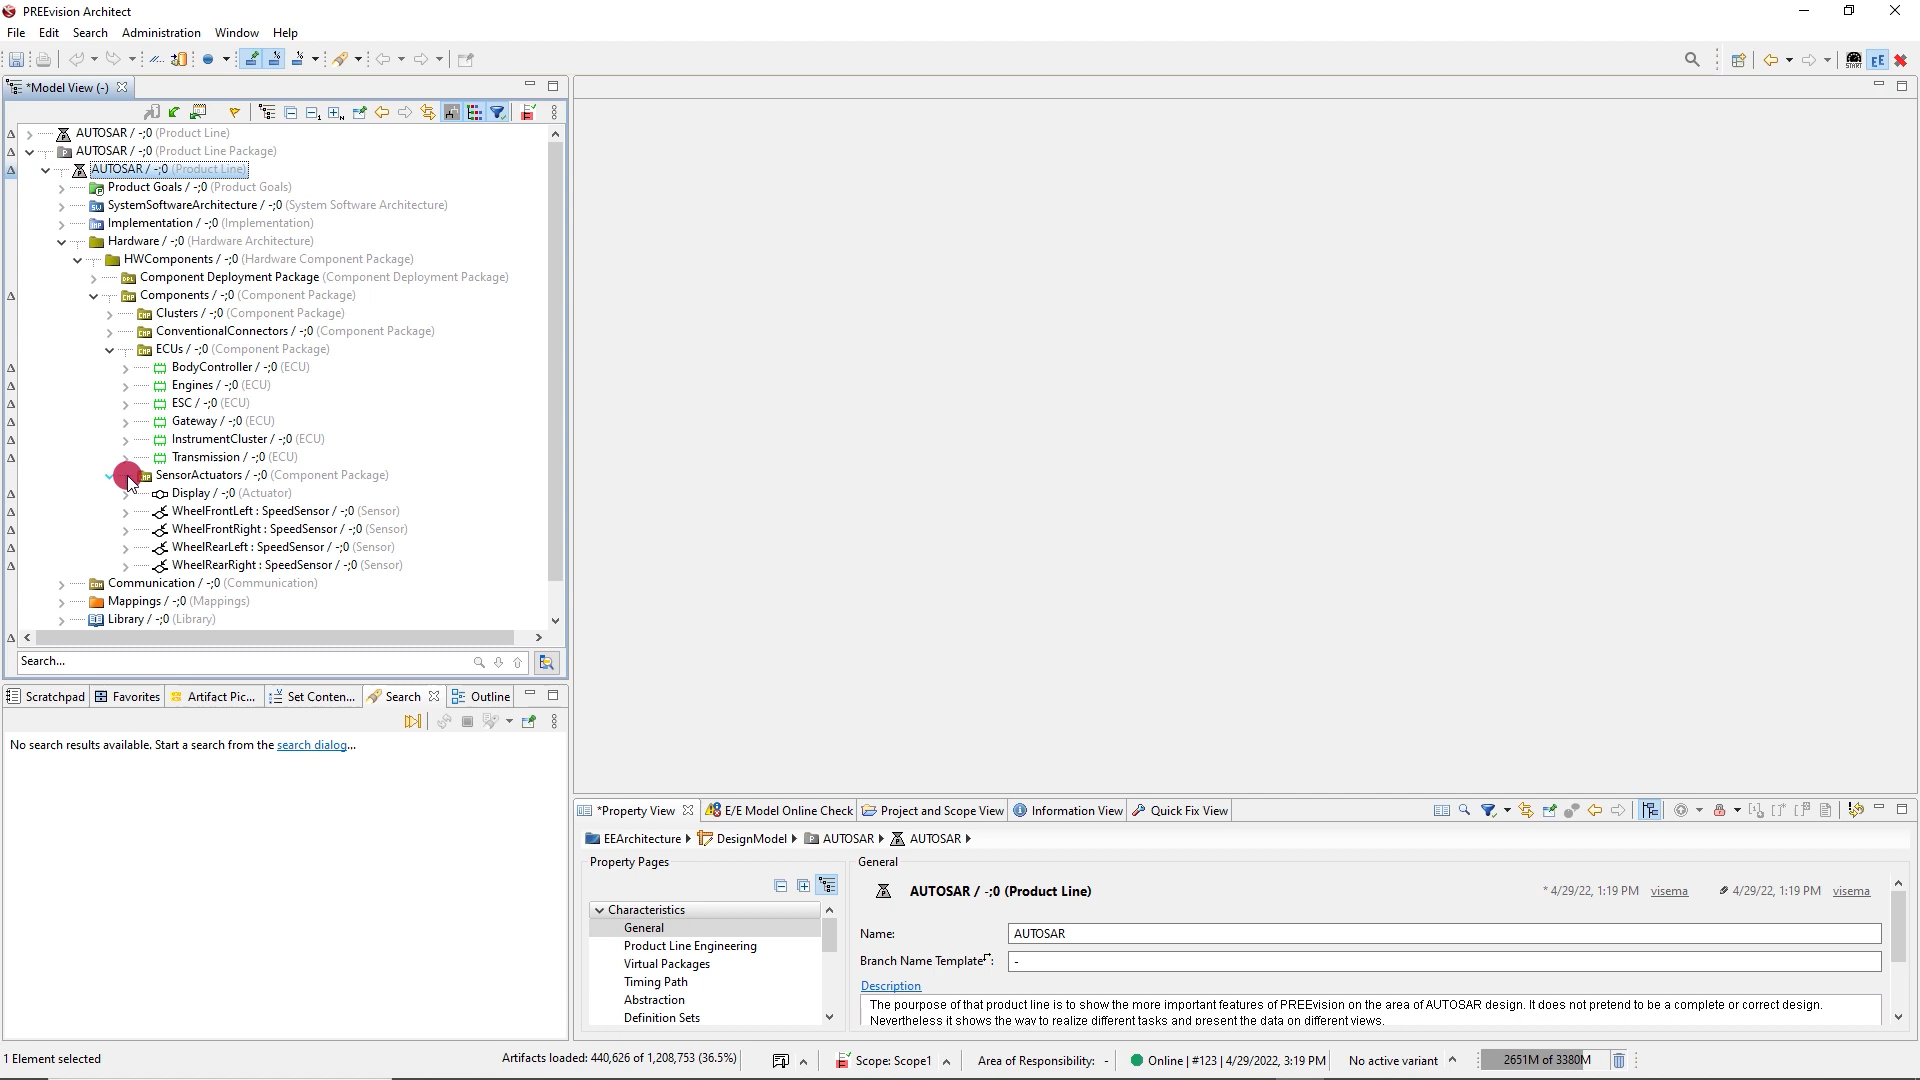 PREEvision Architect
File Edit Search Administration Window Help
*Model View (-)
AUTOSAR / -;0 (Product Line)
AUTOSAR / -;0 (Product Line Package)
AUTOSAR / -;0 (Product Line)
Product Goals / -;0 (Product Goals)
SystemSoftwareArchitecture / -;0 (System Software Architecture)
Implementation / -;0 (Implementation)
Hardware / -;0 (Hardware Architecture)
HWComponents / -;0 (Hardware Component Package)
Component Deployment Package (Component Deployment Package)
Components / -;0 (Component Package)
Clusters / -;0 (Component Package)
ConventionalConnectors / -;0 (Component Package)
ECUs / -;0 (Component Package)
BodyController / -;0 (ECU)
Engines / -;0 (ECU)
ESC / -;0 (ECU)
Gateway / -;0 (ECU)
InstrumentCluster / -;0 (ECU)
Transmission / -;0 (ECU)
SensorActuators / -;0 (Component Package)
Display / -;0 (Actuator)
WheelFrontLeft : SpeedSensor / -;0 (Sensor)
WheelFrontRight : SpeedSensor / -;0 (Sensor)
WheelRearLeft : SpeedSensor / -;0 (Sensor)
WheelRearRight : SpeedSensor / -;0 (Sensor)
Communication / -;0 (Communication)
Mappings / -;0 (Mappings)
Library / -;0 (Library)
Search...
Scratchpad Favorites Artifact Pic... Set Conten... Search Outline
No search results available. Start a search from the search dialog...
*Property View E/E Model Online Check Project and Scope View Information View Quick Fix View
EEArchitecture DesignModel AUTOSAR AUTOSAR
Property Pages
Characteristics
General
Product Line Engineering
Virtual Packages
Timing Path
Abstraction
Definition Sets
General
AUTOSAR / -;0 (Product Line) * 4/29/22, 1:19 PM visema 4/29/22, 1:19 PM visema
Name: AUTOSAR
Branch Name Template : -
Description
The pourpose of that product line is to show the more important features of PREEvision on the area of AUTOSAR design. It does not pretend to be a complete or correct design.
Nevertheless it shows the way to realize different tasks and present the data on different views.
1 Element selected Artifacts loaded: 440,626 of 1,208,753 (36.5%) Scope: Scope1 Area of Responsibility: - Online | #123 | 4/29/2022, 3:19 PM No active variant 2651M of 3380M